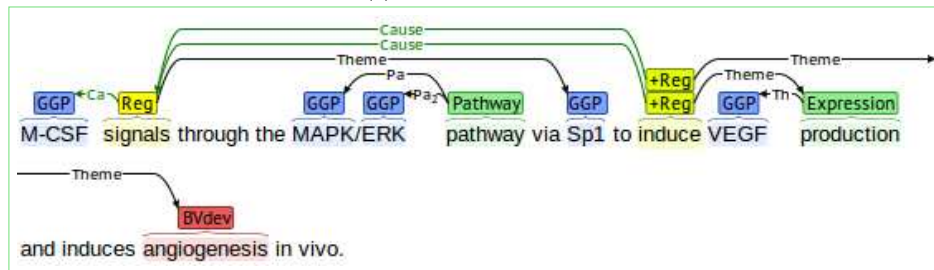 Cause
Cause
Theme Theme
Pa +Reg Theme
GGP Ca Reg GGP GGP Pa2 Pathway GGP +Reg GGP Th Expression
M-CSF signals through the MAPK/ERK pathway via Sp1 to induce VEGF production
Theme
BVdev
and induces angiogenesis in vivo.